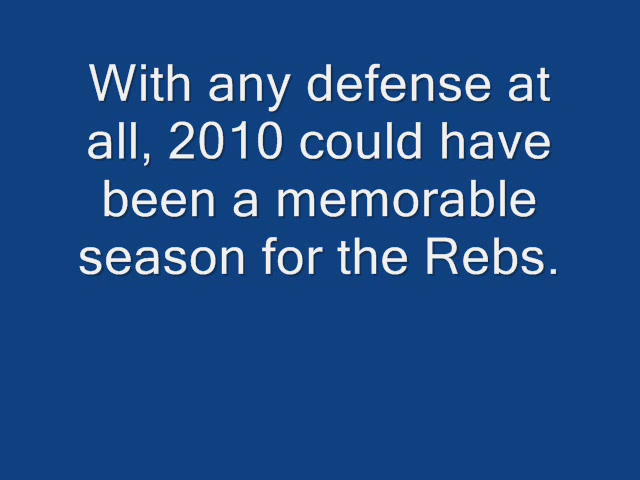 With any defense at
all, 2010 could have
been a memorable
season for the Rebs.